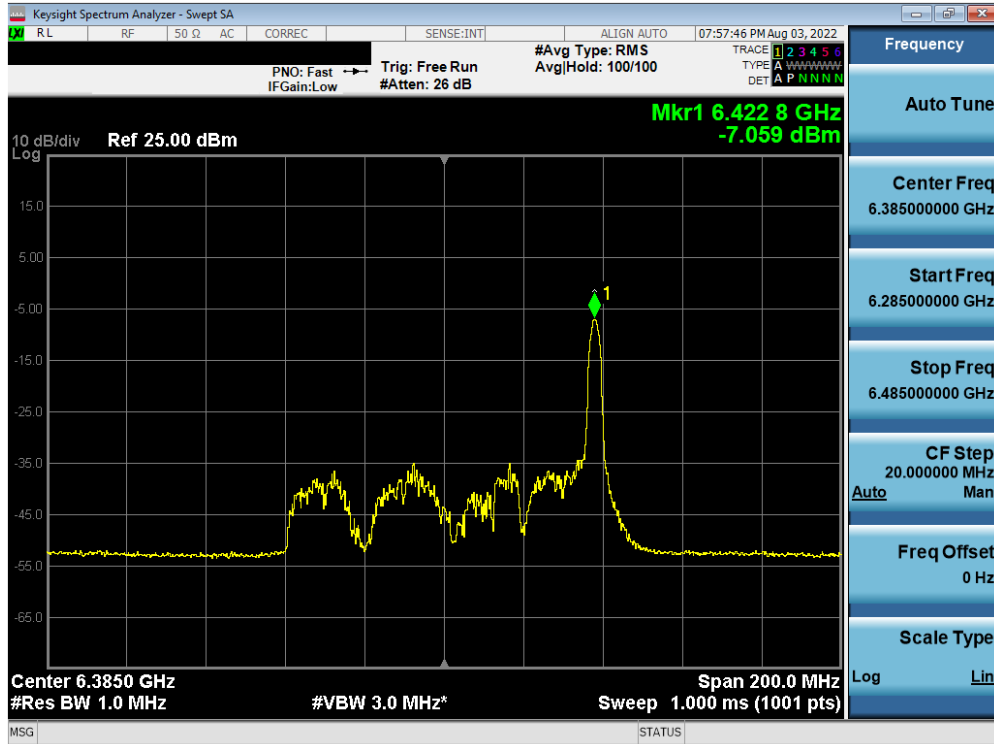 Keysight Spectrum Analyzer - Swept SA
LXI RL RF 50 Ω AC CORREC SENSE:INT ALIGN AUTO 07:57:46 PM Aug 03, 2022
PNO: Fast
IFGain:Low
Trig: Free Run
#Atten: 26 dB
#Avg Type: RMS
Avg|Hold: 100/100
TRACE 1 2 3 4 5 6
TYPE A WWWWW
DET A P N N N N
Mkr1 6.422 8 GHz
-7.059 dBm
10 dB/div Ref 25.00 dBm
Log
15.0
5.00
-5.00
-15.0
-25.0
-35.0
-45.0
-55.0
-65.0
1
Center 6.3850 GHz Span 200.0 MHz
#Res BW 1.0 MHz #VBW 3.0 MHz* Sweep 1.000 ms (1001 pts)
MSG STATUS
Frequency
Auto Tune
Center Freq
6.385000000 GHz
Start Freq
6.285000000 GHz
Stop Freq
6.485000000 GHz
CF Step
20.000000 MHz
Auto Man
Freq Offset
0 Hz
Scale Type
Log Lin